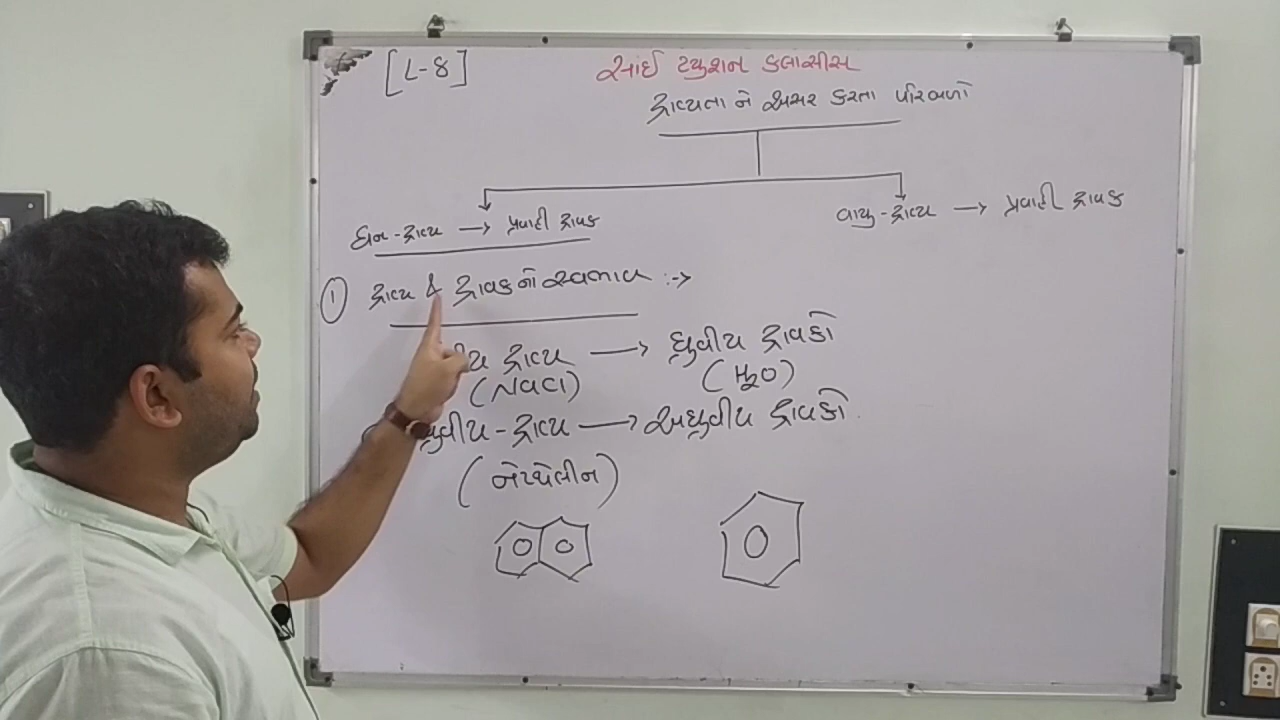 [L-8]
સાંઈ ટ્યુશન કલાસીસ
દ્રાવ્યતા ને અસર કરતા પરિબળો
ઘન-દ્રાવ્ય → પ્રવાહી દ્રાવક
વાયુ-દ્રાવ્ય → પ્રવાહી દ્રાવક
① દ્રાવ્ય & દ્રાવકનો સ્વભાવ :->
દ્રાવ્ય → ધ્રુવીય દ્રાવકો
(NaCl) (H2O)
દ્રાવ્ય → અધ્રુવીય દ્રાવકો
(નેપ્થેલીન)